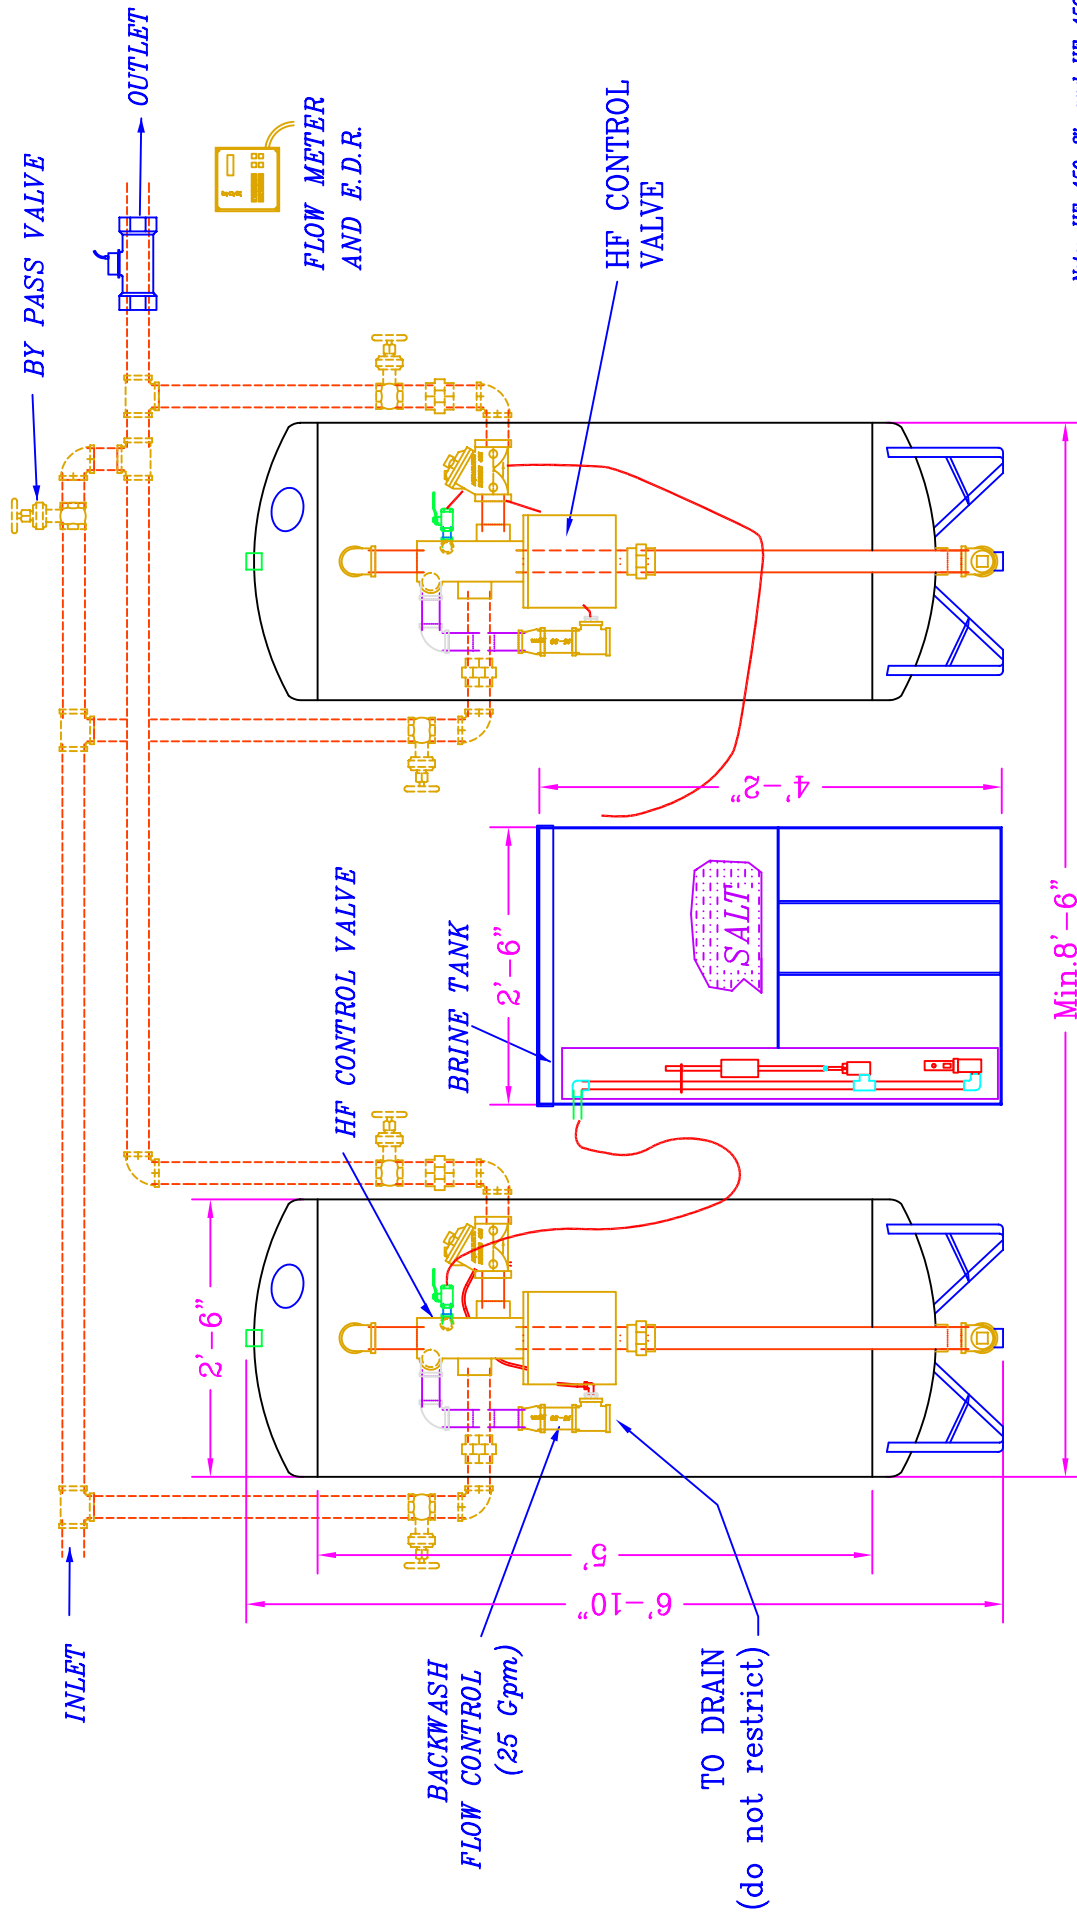 BY PASS VALVE
OUTLET
FLOW METER
AND E.D.R.
HF CONTROL
VALVE
INLET
HF CONTROL VALVE
BRINE TANK
2'-6"
4'-2"
SALT
2'-6"
5'
6'-10"
Min.8'-6"
BACKWASH
FLOW CONTROL
(25 Gpm)
TO DRAIN
(do not restrict)